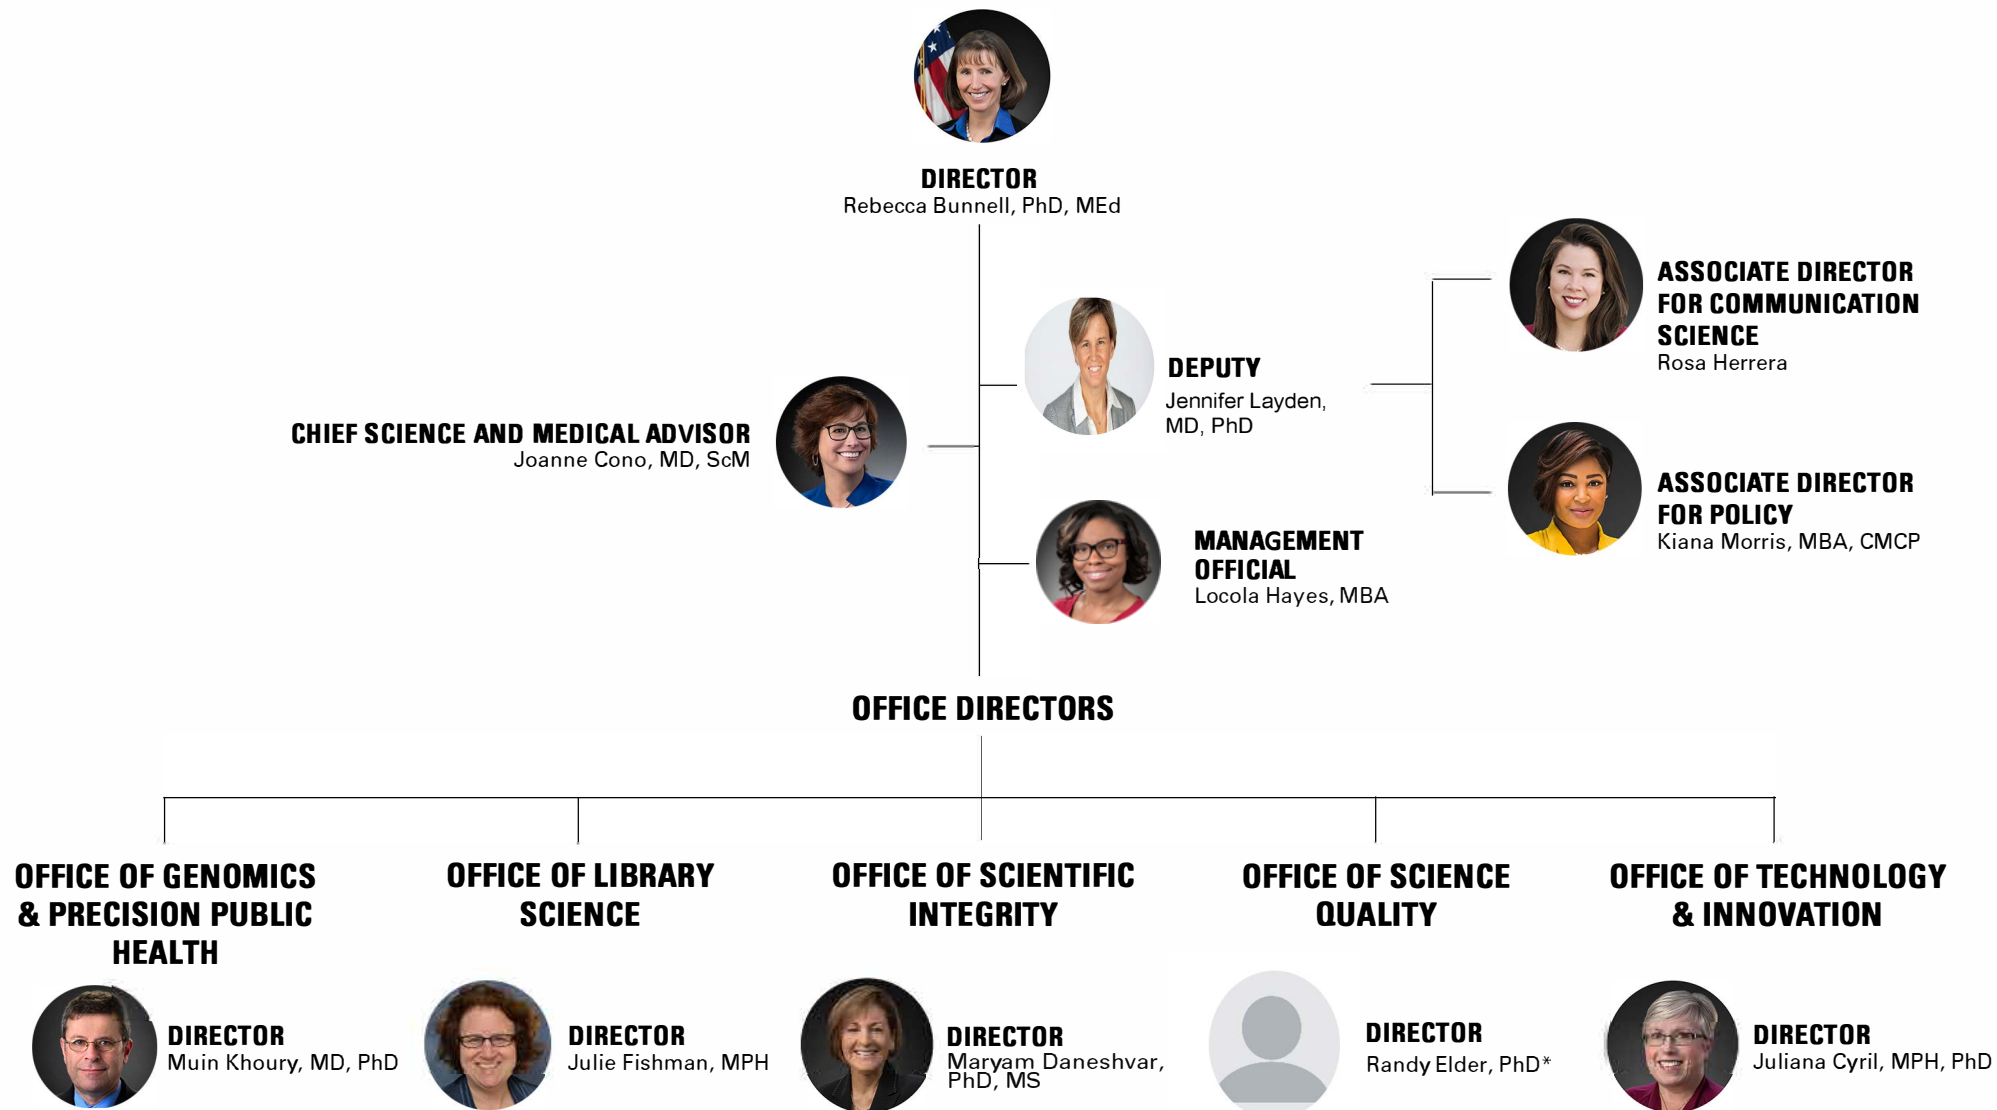 DIRECTOR
Rebecca Bunnell, PhD, MEd
ASSOCIATE DIRECTOR
FOR COMMUNICATION
SCIENCE
Rosa Herrera
DEPUTY
Jennifer Layden,
MD, PhD
CHIEF SCIENCE AND MEDICAL ADVISOR
Joanne Cono, MD, ScM
ASSOCIATE DIRECTOR
FOR POLICY
Kiana Morris, MBA, CMCP
MANAGEMENT
OFFICIAL
Locola Hayes, MBA
OFFICE DIRECTORS
OFFICE OF GENOMICS
& PRECISION PUBLIC
HEALTH
DIRECTOR
Muin Khoury, MD, PhD
OFFICE OF LIBRARY
SCIENCE
DIRECTOR
Julie Fishman, MPH
OFFICE OF SCIENTIFIC
INTEGRITY
DIRECTOR
Maryam Daneshvar,
PhD, MS
OFFICE OF SCIENCE
QUALITY
DIRECTOR
Randy Elder, PhD*
OFFICE OF TECHNOLOGY
& INNOVATION
DIRECTOR
Juliana Cyril, MPH, PhD